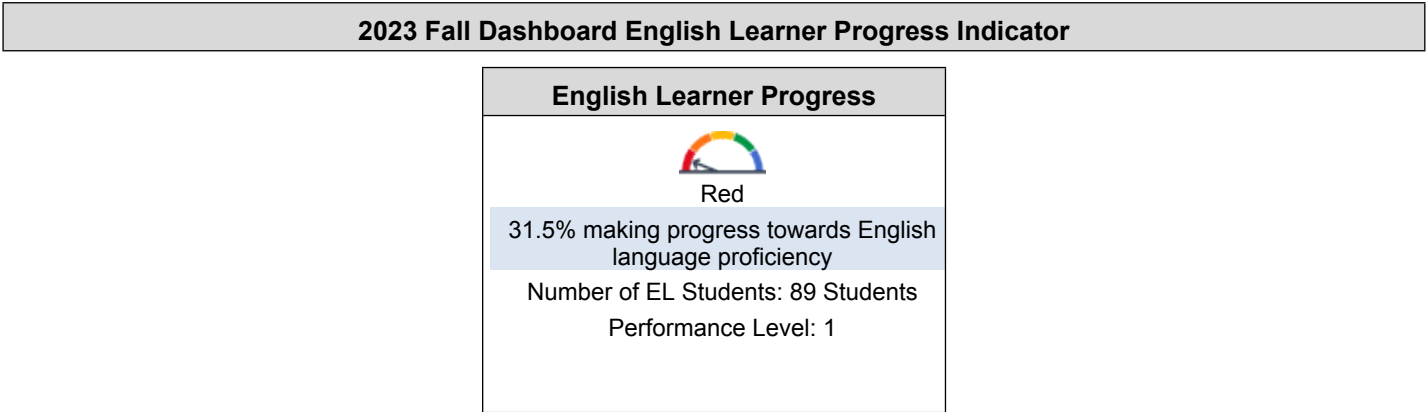 2023 Fall Dashboard English Learner Progress Indicator
English Learner Progress
Red
31.5% making progress towards English
language proficiency
Number of EL Students: 89 Students
Performance Level: 1